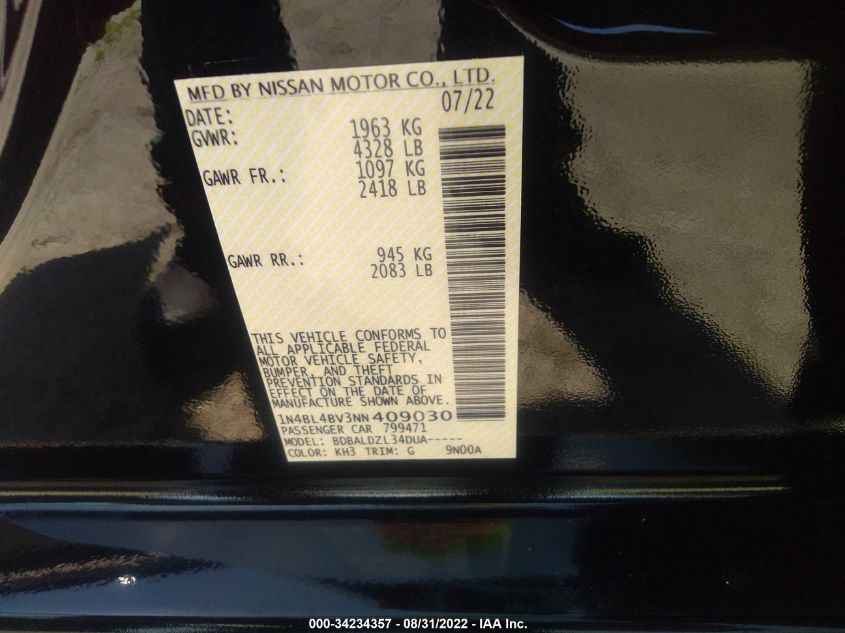 MFD BY NISSAN MOTOR CO., LTD.
DATE: 07/22
GVWR: 1963 KG
4328 LB
GAWR FR.: 1097 KG
2418 LB
GAWR RR.: 945 KG
2083 LB
THIS VEHICLE CONFORMS TO
ALL APPLICABLE FEDERAL
MOTOR VEHICLE SAFETY,
BUMPER, AND THEFT
PREVENTION STANDARDS IN
EFFECT ON THE DATE OF
MANUFACTURE SHOWN ABOVE.
1N4BL4BV3NN409030
PASSENGER CAR 799471
MODEL: BDBALDZL34DUA-----
COLOR: KH3 TRIM: G 9N00A
000-34234357 - 08/31/2022 - IAA Inc.